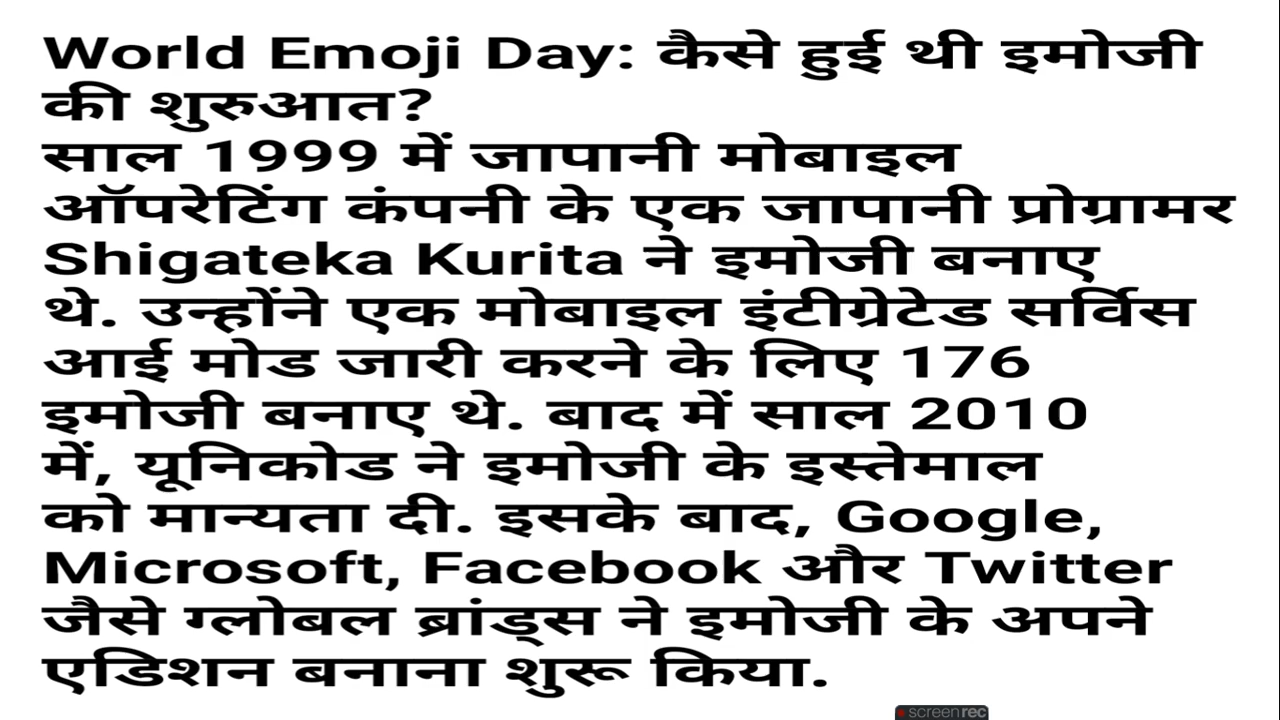 World Emoji Day: कैसे हुई थी इमोजी
की शुरुआत?
साल 1999 में जापानी मोबाइल
ऑपरेटिंग कंपनी के एक जापानी प्रोग्रामर
Shigateka Kurita ने इमोजी बनाए
थे. उन्होंने एक मोबाइल इंटीग्रेटेड सर्विस
आई मोड जारी करने के लिए 176
इमोजी बनाए थे. बाद में साल 2010
में, यूनिकोड ने इमोजी के इस्तेमाल
को मान्यता दी. इसके बाद, Google,
Microsoft, Facebook और Twitter
जैसे ग्लोबल ब्रांड्स ने इमोजी के अपने
एडिशन बनाना शुरू किया.
screenrec